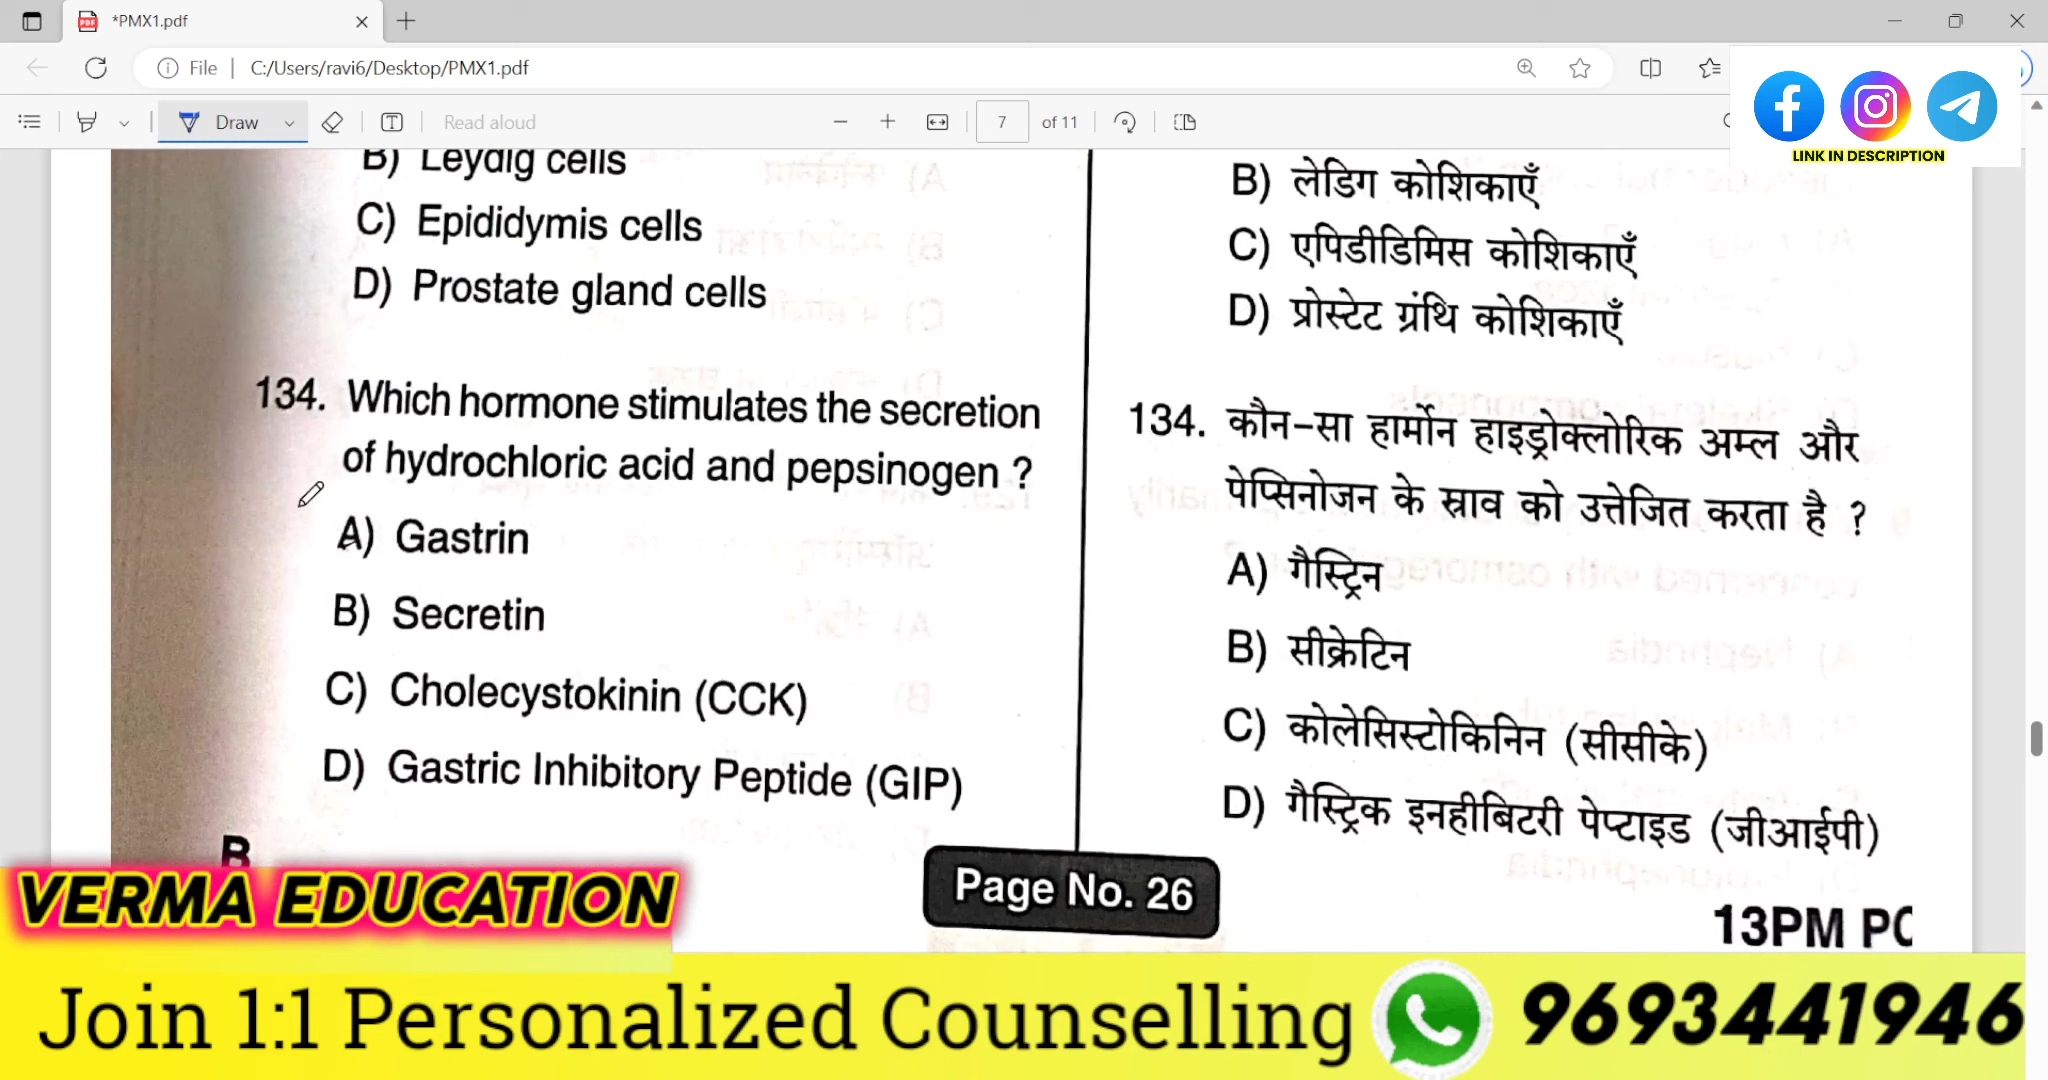 *PMX1.pdf
File
C:/Users/ravi6/Desktop/PMX1.pdf
Draw
Read aloud
7
of 11
LINK IN DESCRIPTION
B) Leydig cells
C) Epididymis cells
D) Prostate gland cells
134. Which hormone stimulates the secretion
of hydrochloric acid and pepsinogen ?
A) Gastrin
B) Secretin
C) Cholecystokinin (CCK)
D) Gastric Inhibitory Peptide (GIP)
B
B) लेडिग कोशिकाएँ
C) एपिडीडिमिस कोशिकाएँ
D) प्रोस्टेट ग्रंथि कोशिकाएँ
134. कौन-सा हार्मोन हाइड्रोक्लोरिक अम्ल और
पेप्सिनोजन के स्राव को उत्तेजित करता है ?
A) गैस्ट्रिन
B) सीक्रेटिन
C) कोलेसिस्टोकिनिन (सीसीके)
D) गैस्ट्रिक इनहीबिटरी पेप्टाइड (जीआईपी)
Page No. 26
13PM PC
VERMA EDUCATION
Join 1:1 Personalized Counselling
9693441946